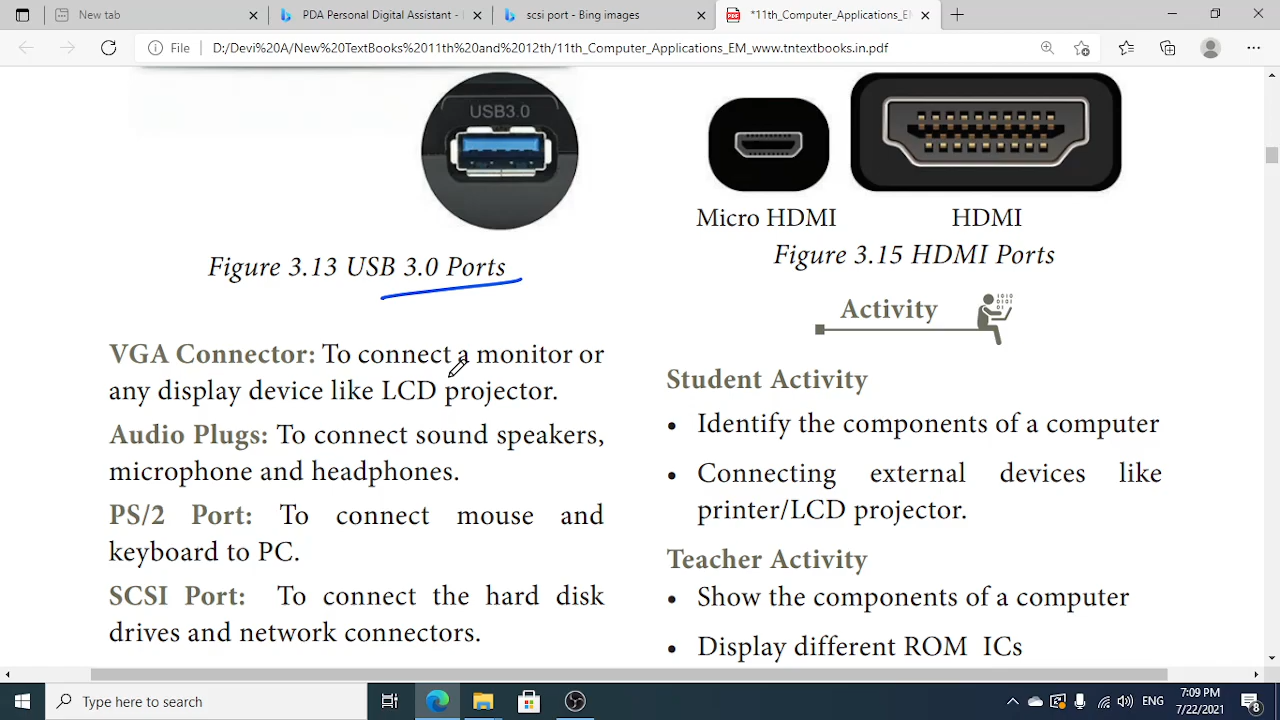 New tab
PDA Personal Digital Assistant -
scsi port - Bing images
PDF
*11th_Computer_Applications_EM
File
D:/Devi%20A/New%20TextBooks%2011th%20and%2012th/11th_Computer_Applications_EM_www.tntextbooks.in.pdf
USB3.0
Figure 3.13 USB 3.0 Ports
VGA Connector: To connect a monitor or
any display device like LCD projector.
Audio Plugs: To connect sound speakers,
microphone and headphones.
PS/2 Port: To connect mouse and
keyboard to PC.
SCSI Port: To connect the hard disk
drives and network connectors.
Micro HDMI
HDMI
Figure 3.15 HDMI Ports
Activity
1010
0101
01
Student Activity
• Identify the components of a computer
• Connecting external devices like
printer/LCD projector.
Teacher Activity
• Show the components of a computer
• Display different ROM ICs
Type here to search
ENG
7:09 PM
7/22/2021
8